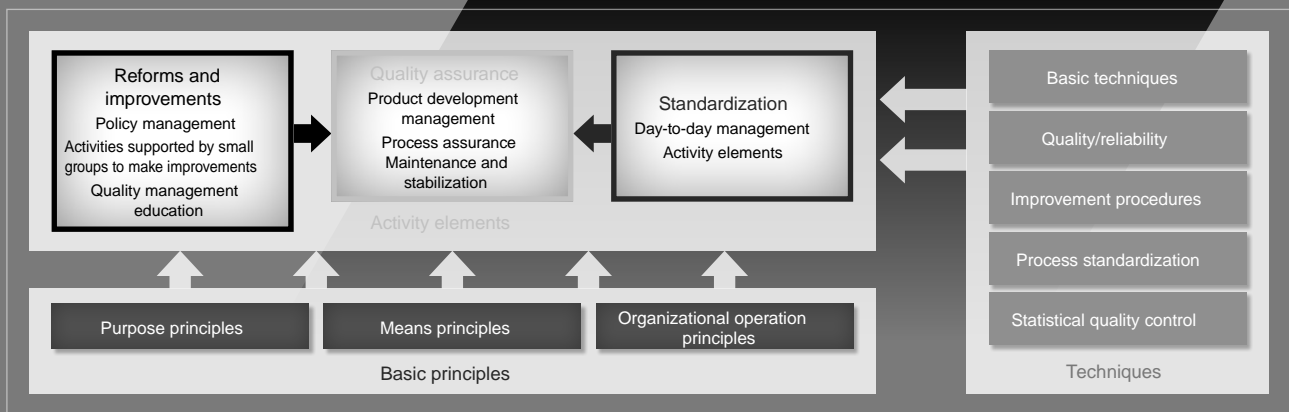 Reforms and
improvements
Policy management
Activities supported by small
groups to make improvements
Quality management
education
Quality assurance
Product development
management
Process assurance
Maintenance and
stabilization
Standardization
Day-to-day management
Activity elements
Activity elements
Purpose principles
Means principles
Organizational operation
principles
Basic principles
Basic techniques
Quality/reliability
Improvement procedures
Process standardization
Statistical quality control
Techniques